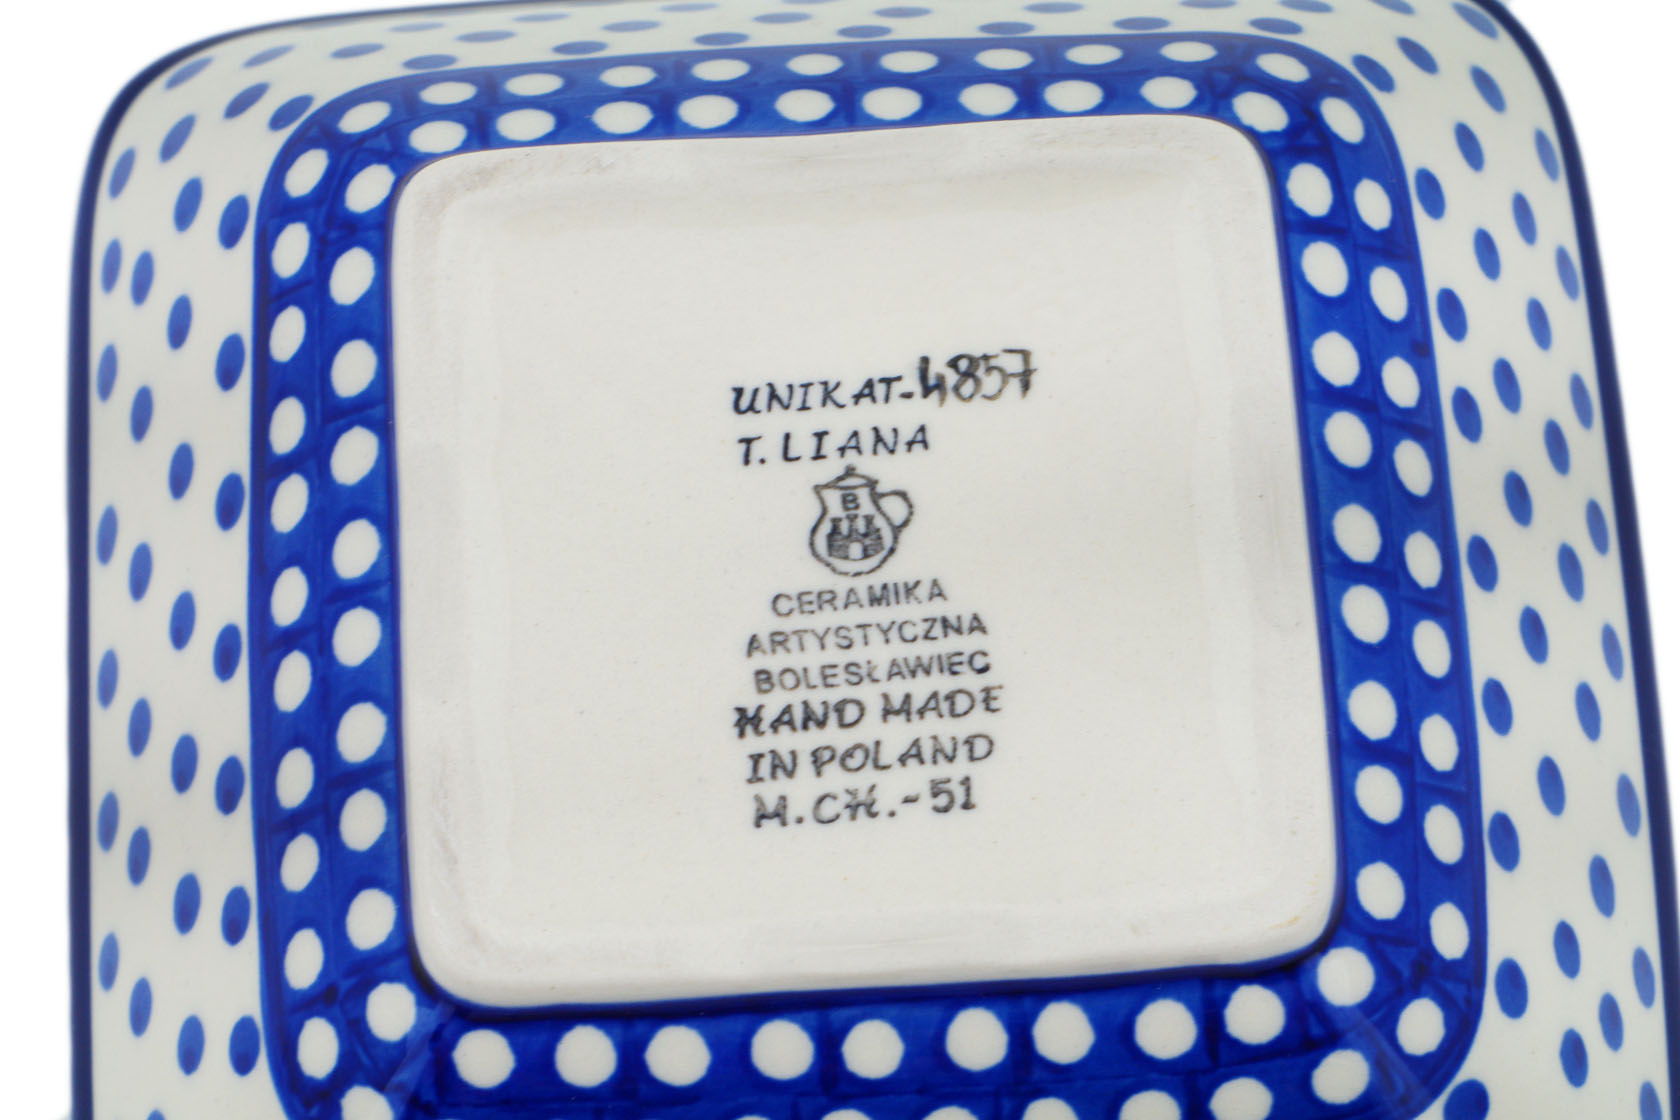 UNIKAT-4857
T. LIANA
B
CERAMIKA
ARTYSTYCZNA
BOLESŁAWIEC
HAND MADE
IN POLAND
M.CH.-51